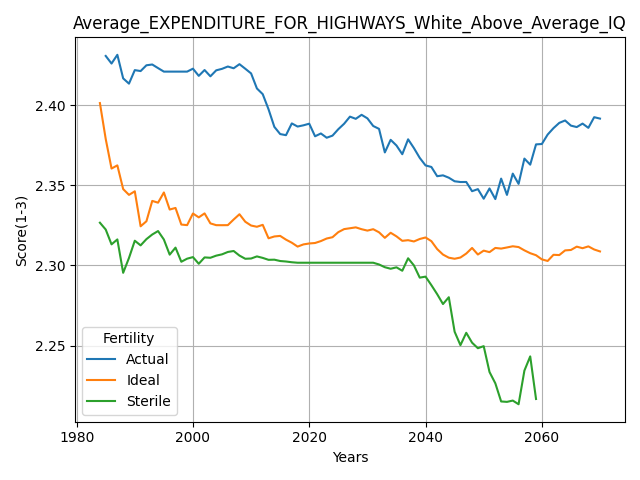 Average_EXPENDITURE_FOR_HIGHWAYS_White_Above_Average_IQ
Score(1-3)
2.40
2.35
2.30
2.25
Fertility
Actual
Ideal
Sterile
1980 2000 2020 2040 2060
Years